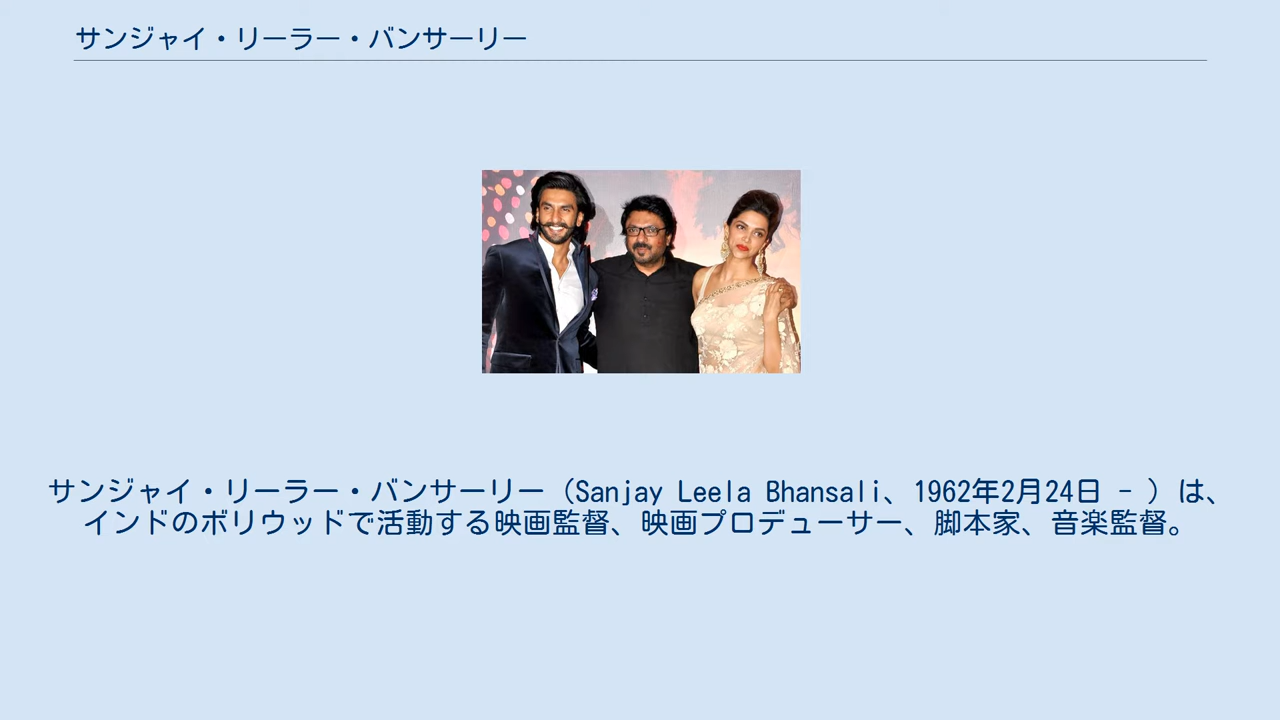 サンジャイ・リーラー・バンサーリー
サンジャイ・リーラー・バンサーリー（Sanjay Leela Bhansali、1962年2月24日 - ）は、
インドのボリウッドで活動する映画監督、映画プロデューサー、脚本家、音楽監督。